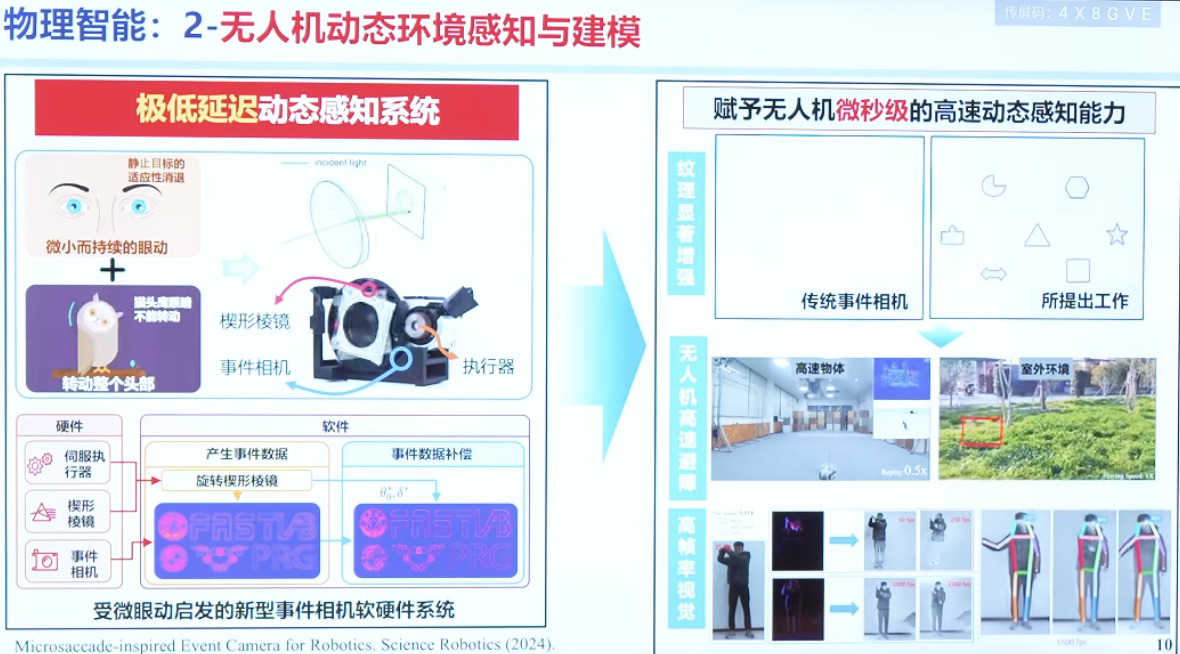 传屏码: 4X8GVE
物理智能：2-无人机动态环境感知与建模
极低延迟动态感知系统
静止目标的
适应性消退
微小而持续的眼动
猫头鹰眼睛
不能转动
转动整个头部
incident light
楔形棱镜
事件相机
执行器
硬件
伺服执
行器
楔形
棱镜
事件
相机
软件
产生事件数据
旋转楔形棱镜
FASTLAB
PRG
事件数据补偿
FASTLAB
PRG
受微眼动启发的新型事件相机软硬件系统
Microsaccade-inspired Event Camera for Robotics. Science Robotics (2024).
赋予无人机微秒级的高速动态感知能力
纹理显著增强
传统事件相机
所提出工作
无人机高速避障
高速物体
Replay:0.5x
室外环境
Playing Speed: 1X
高帧率视觉
50 fps
250 fps
1000 fps
1500 fps
1500 fps
10